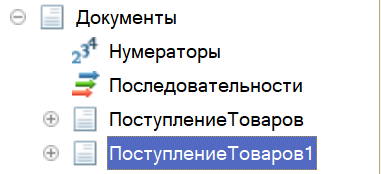 Документы
Нумераторы
Последовательности
ПоступлениеТоваров
ПоступлениеТоваров1